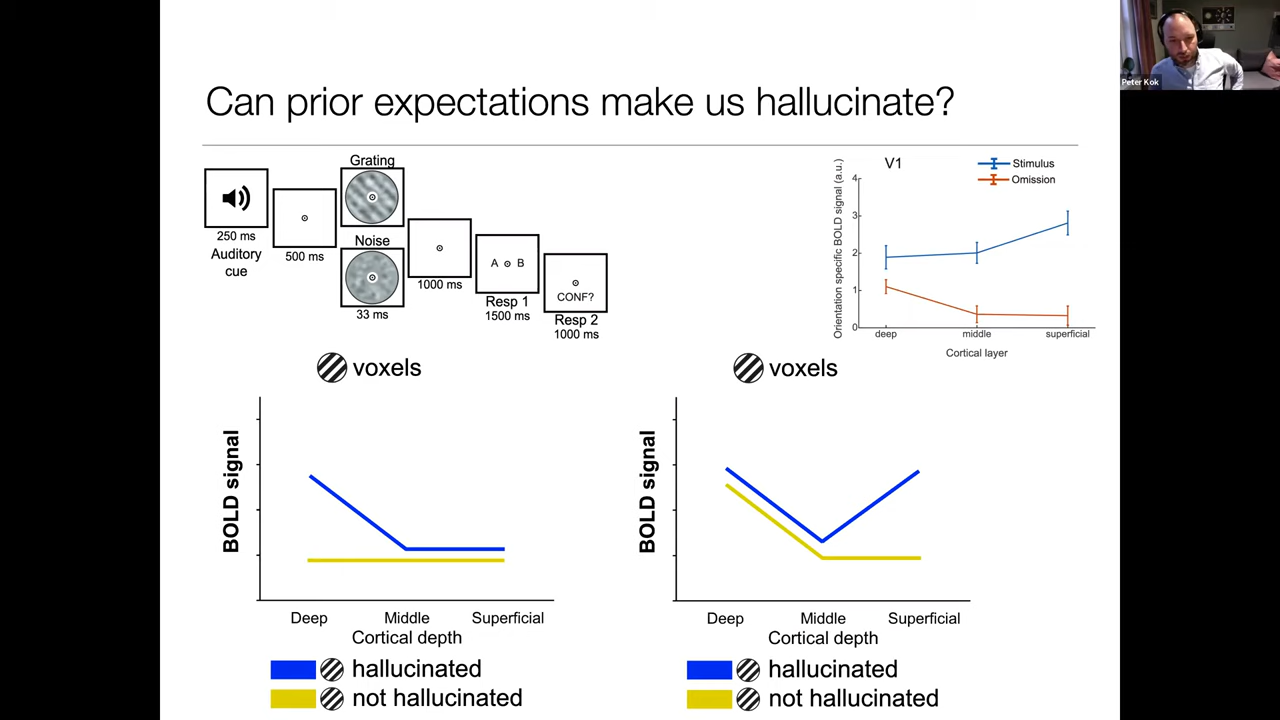 Peter Kok
Can prior expectations make us hallucinate?
Grating
250 ms
Auditory
cue
500 ms
Noise
33 ms
1000 ms
A B
Resp 1
1500 ms
CONF?
Resp 2
1000 ms
V1
Stimulus
Omission
Orientation specific BOLD signal (a.u.)
4
3
2
1
0
deep middle superficial
Cortical layer
voxels
BOLD signal
Deep Middle Superficial
Cortical depth
hallucinated
not hallucinated
voxels
BOLD signal
Deep Middle Superficial
Cortical depth
hallucinated
not hallucinated